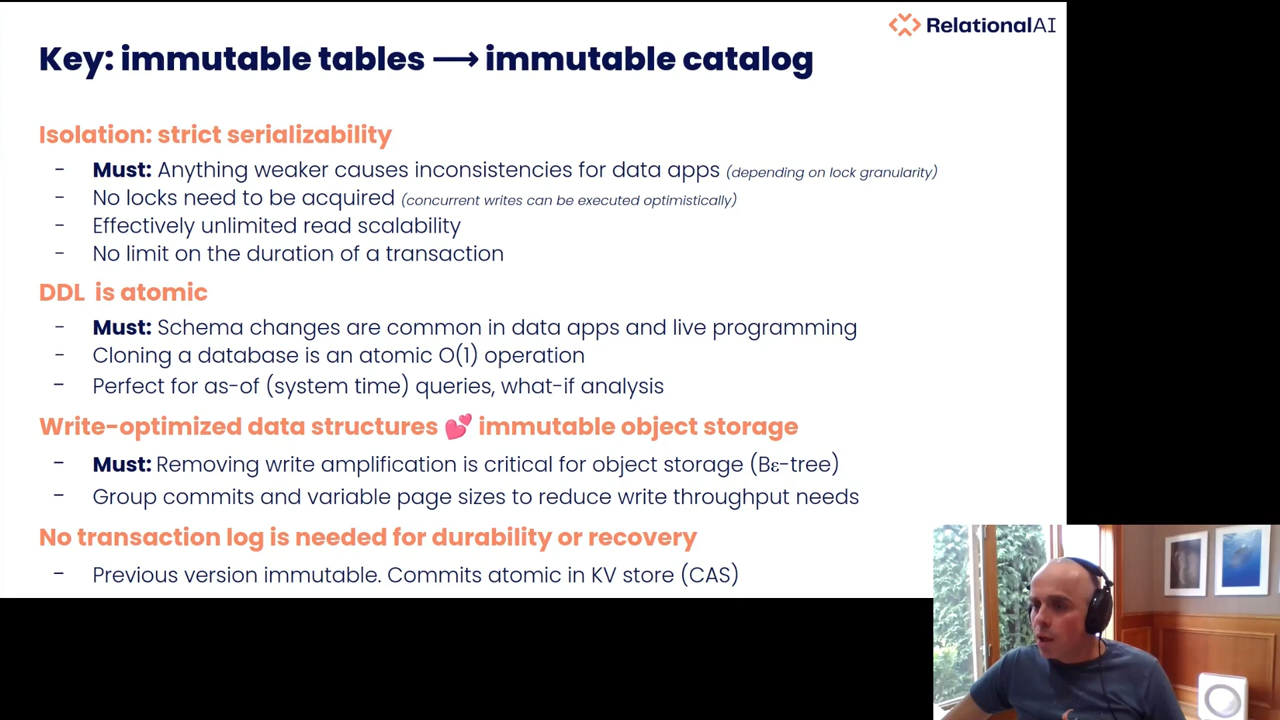 RelationalAI
Key: immutable tables ⟶ immutable catalog
Isolation: strict serializability
- Must: Anything weaker causes inconsistencies for data apps (depending on lock granularity)
- No locks need to be acquired (concurrent writes can be executed optimistically)
- Effectively unlimited read scalability
- No limit on the duration of a transaction
DDL is atomic
- Must: Schema changes are common in data apps and live programming
- Cloning a database is an atomic O(1) operation
- Perfect for as-of (system time) queries, what-if analysis
Write-optimized data structures 💕 immutable object storage
- Must: Removing write amplification is critical for object storage (Bε-tree)
- Group commits and variable page sizes to reduce write throughput needs
No transaction log is needed for durability or recovery
- Previous version immutable. Commits atomic in KV store (CAS)